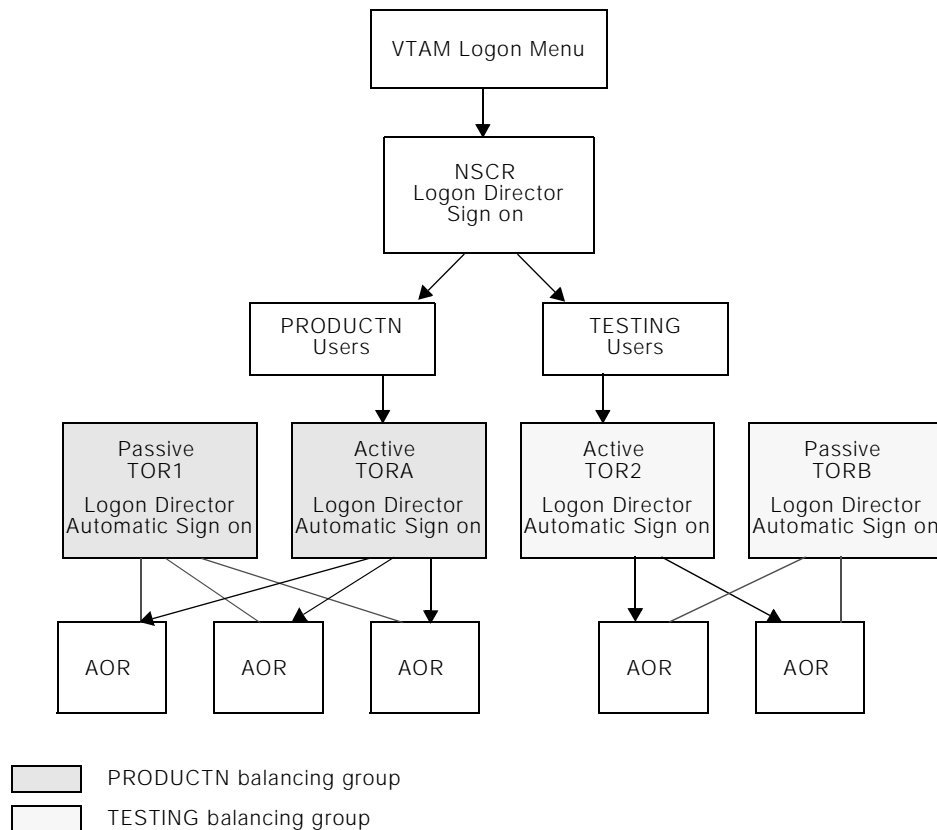 VTAM Logon Menu
NSCR
Logon Director
Sign on
PRODUCTN
Users
TESTING
Users
Passive
TOR1
Logon Director
Automatic Sign on
Active
TORA
Logon Director
Automatic Sign on
Active
TOR2
Logon Director
Automatic Sign on
Passive
TORB
Logon Director
Automatic Sign on
AOR
AOR
AOR
AOR
AOR
PRODUCTN balancing group
TESTING balancing group